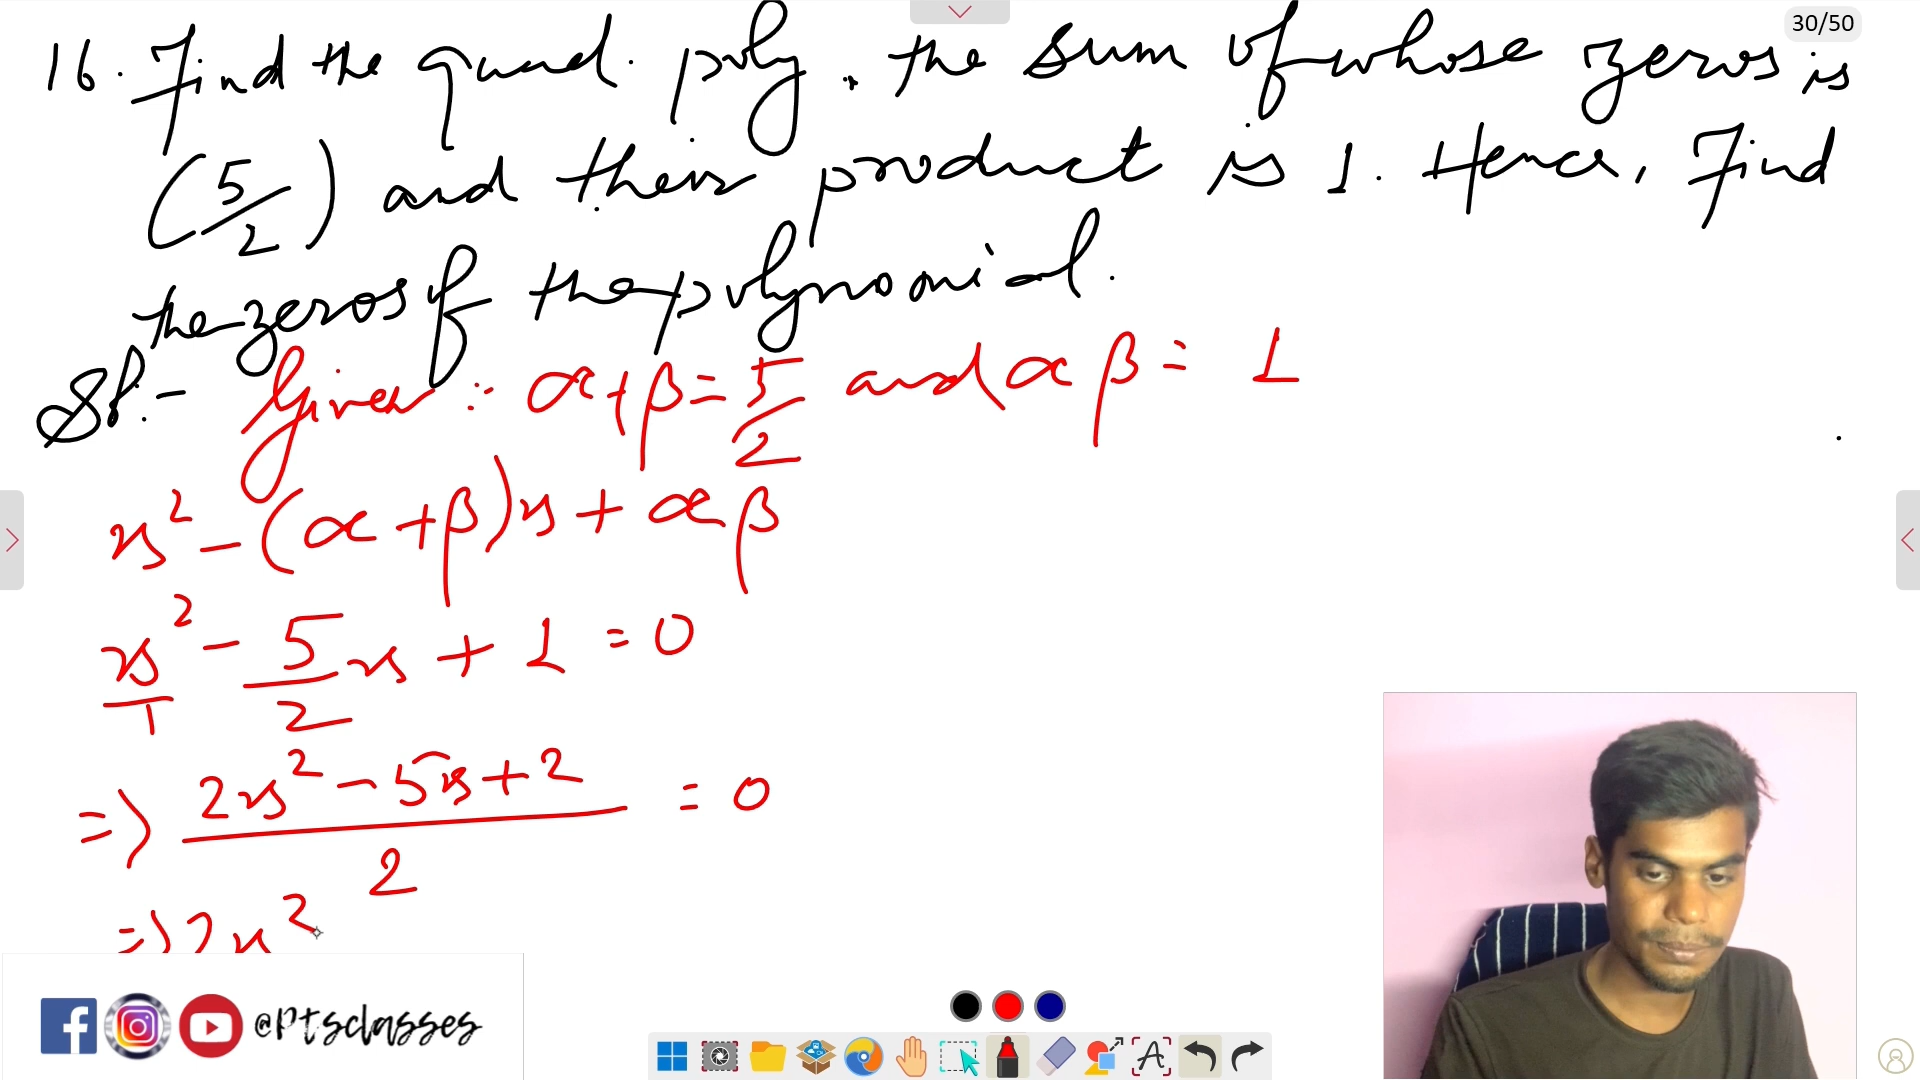 30/50
16. Find the quad. poly., the sum of whose zeros is
(5/2) and their product is 1. Hence, Find
the zeros of the polynomial.
Sol:- Given :- α+β = 5/2 and αβ = 1
x² - (α+β)x + αβ
x²/1 - 5/2 x + 1 = 0
=> (2x² - 5x + 2)/2 = 0
=> 2x²
@Ptsclasses